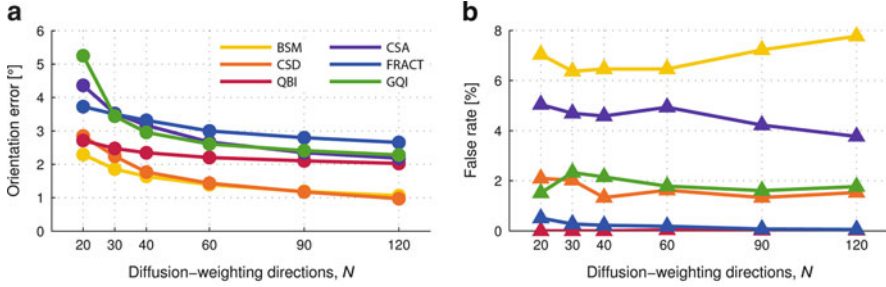 a
6
5
4
3
2
1
0
Orientation error [°]
BSM
CSD
QBI
CSA
FRACT
GQI
20 30 40 60 90 120
Diffusion−weighting directions, N
b
8
6
4
2
0
False rate [%]
20 30 40 60 90 120
Diffusion−weighting directions, N